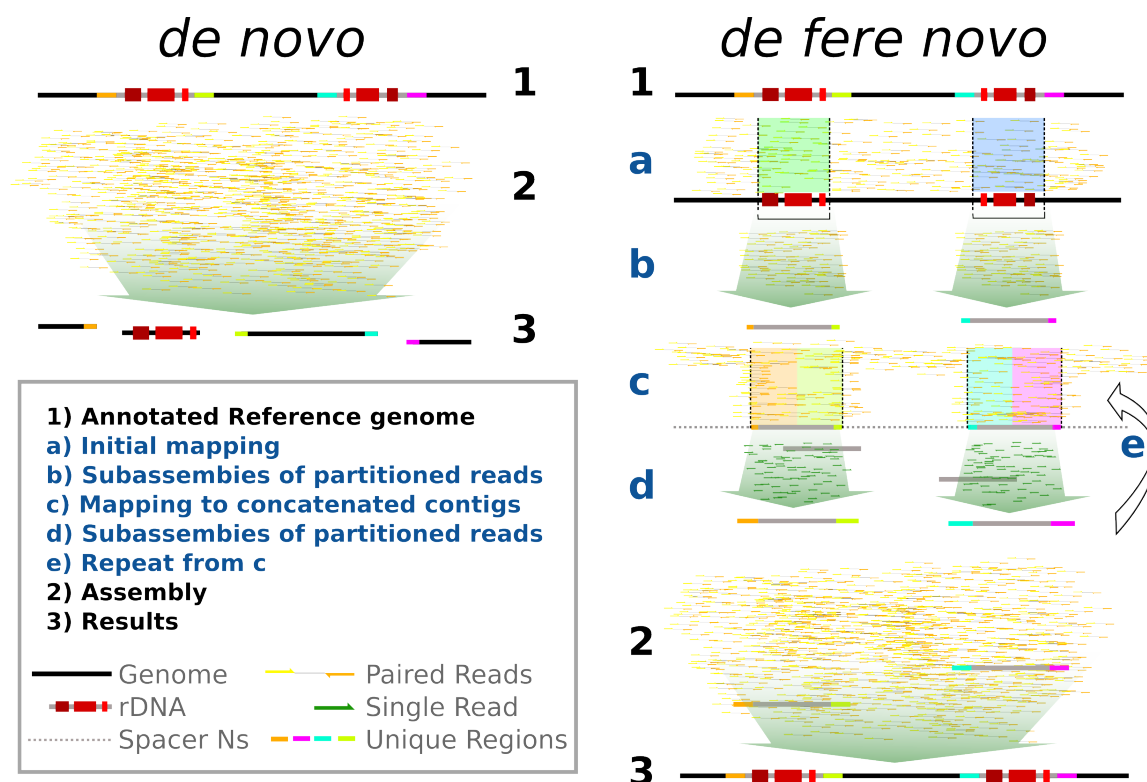 de novo
1
2
3
de fere novo
1
a
b
c
d
e
2
3
1) Annotated Reference genome
a) Initial mapping
b) Subassembies of partitioned reads
c) Mapping to concatenated contigs
d) Subassembies of partitioned reads
e) Repeat from c
2) Assembly
3) Results
Genome
Paired Reads
rDNA
Single Read
Spacer Ns
Unique Regions